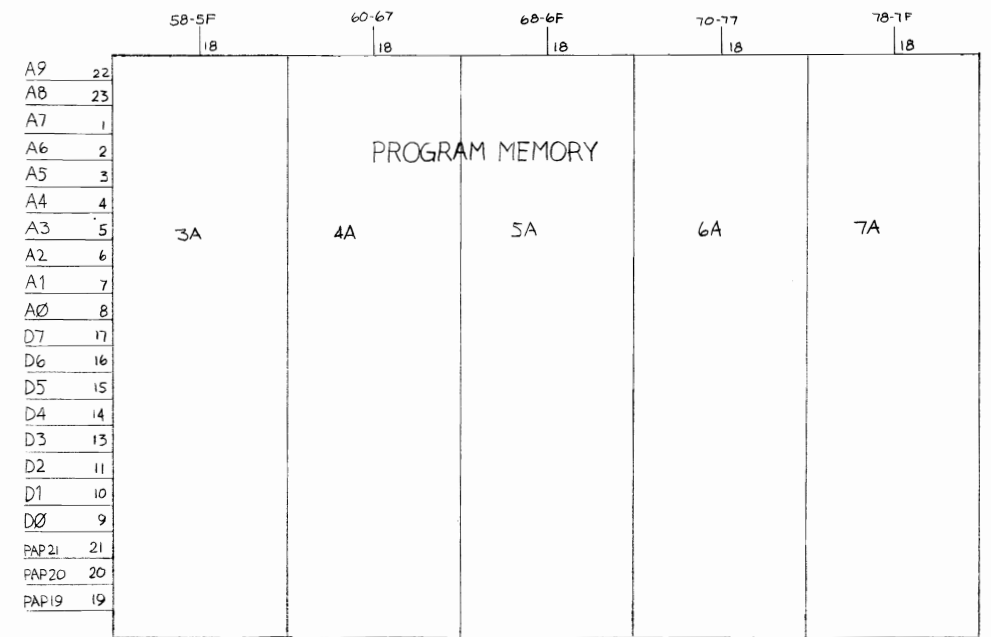 58-5F 60-67 68-6F 70-77 78-7F
18 18 18 18 18
A9 22
A8 23
A7 1
A6 2
PROGRAM MEMORY
A5 3
A4 4
A3 5 3A 4A 5A 6A 7A
A2 6
A1 7
AØ 8
D7 17
D6 16
D5 15
D4 14
D3 13
D2 11
D1 10
DØ 9
PAP21 21
PAP20 20
PAP19 19